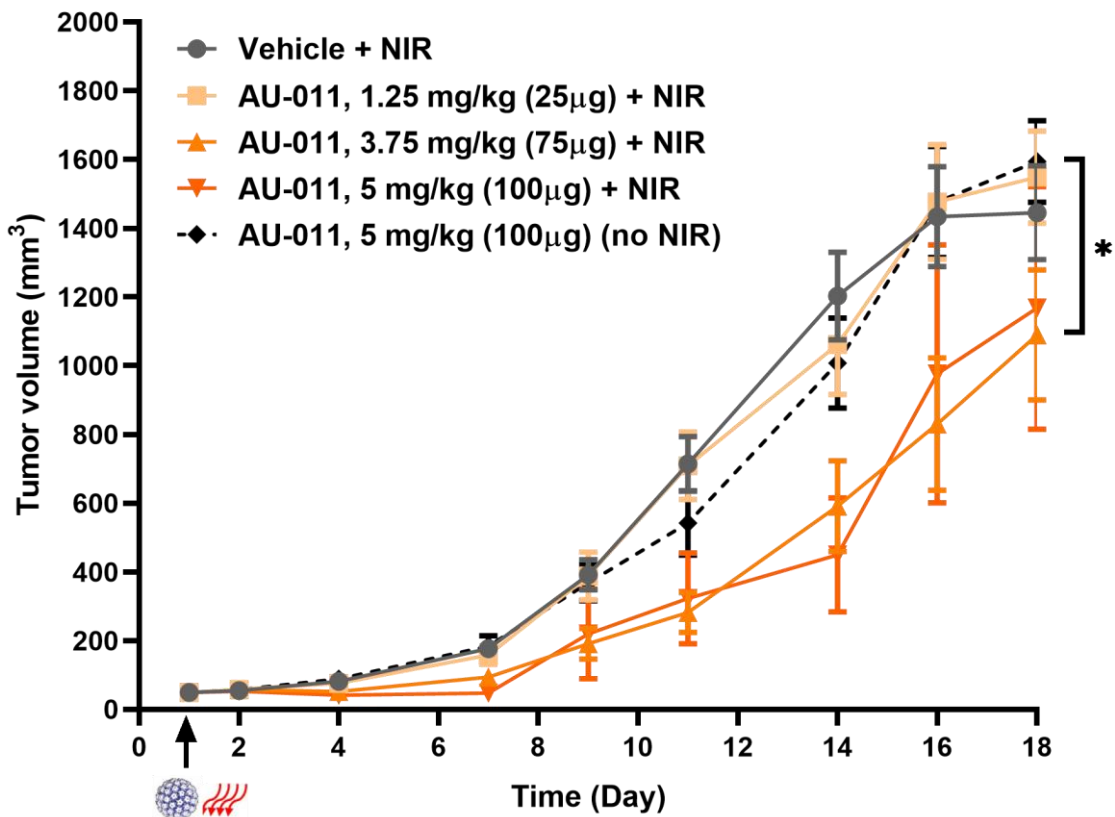 2000
1800
1600
1400
1200
1000
800
600
400
200
0
Tumor volume (mm³)
Vehicle + NIR
AU-011, 1.25 mg/kg (25μg) + NIR
AU-011, 3.75 mg/kg (75μg) + NIR
AU-011, 5 mg/kg (100μg) + NIR
AU-011, 5 mg/kg (100μg) (no NIR)
*
0 2 4 6 8 10 12 14 16 18
Time (Day)